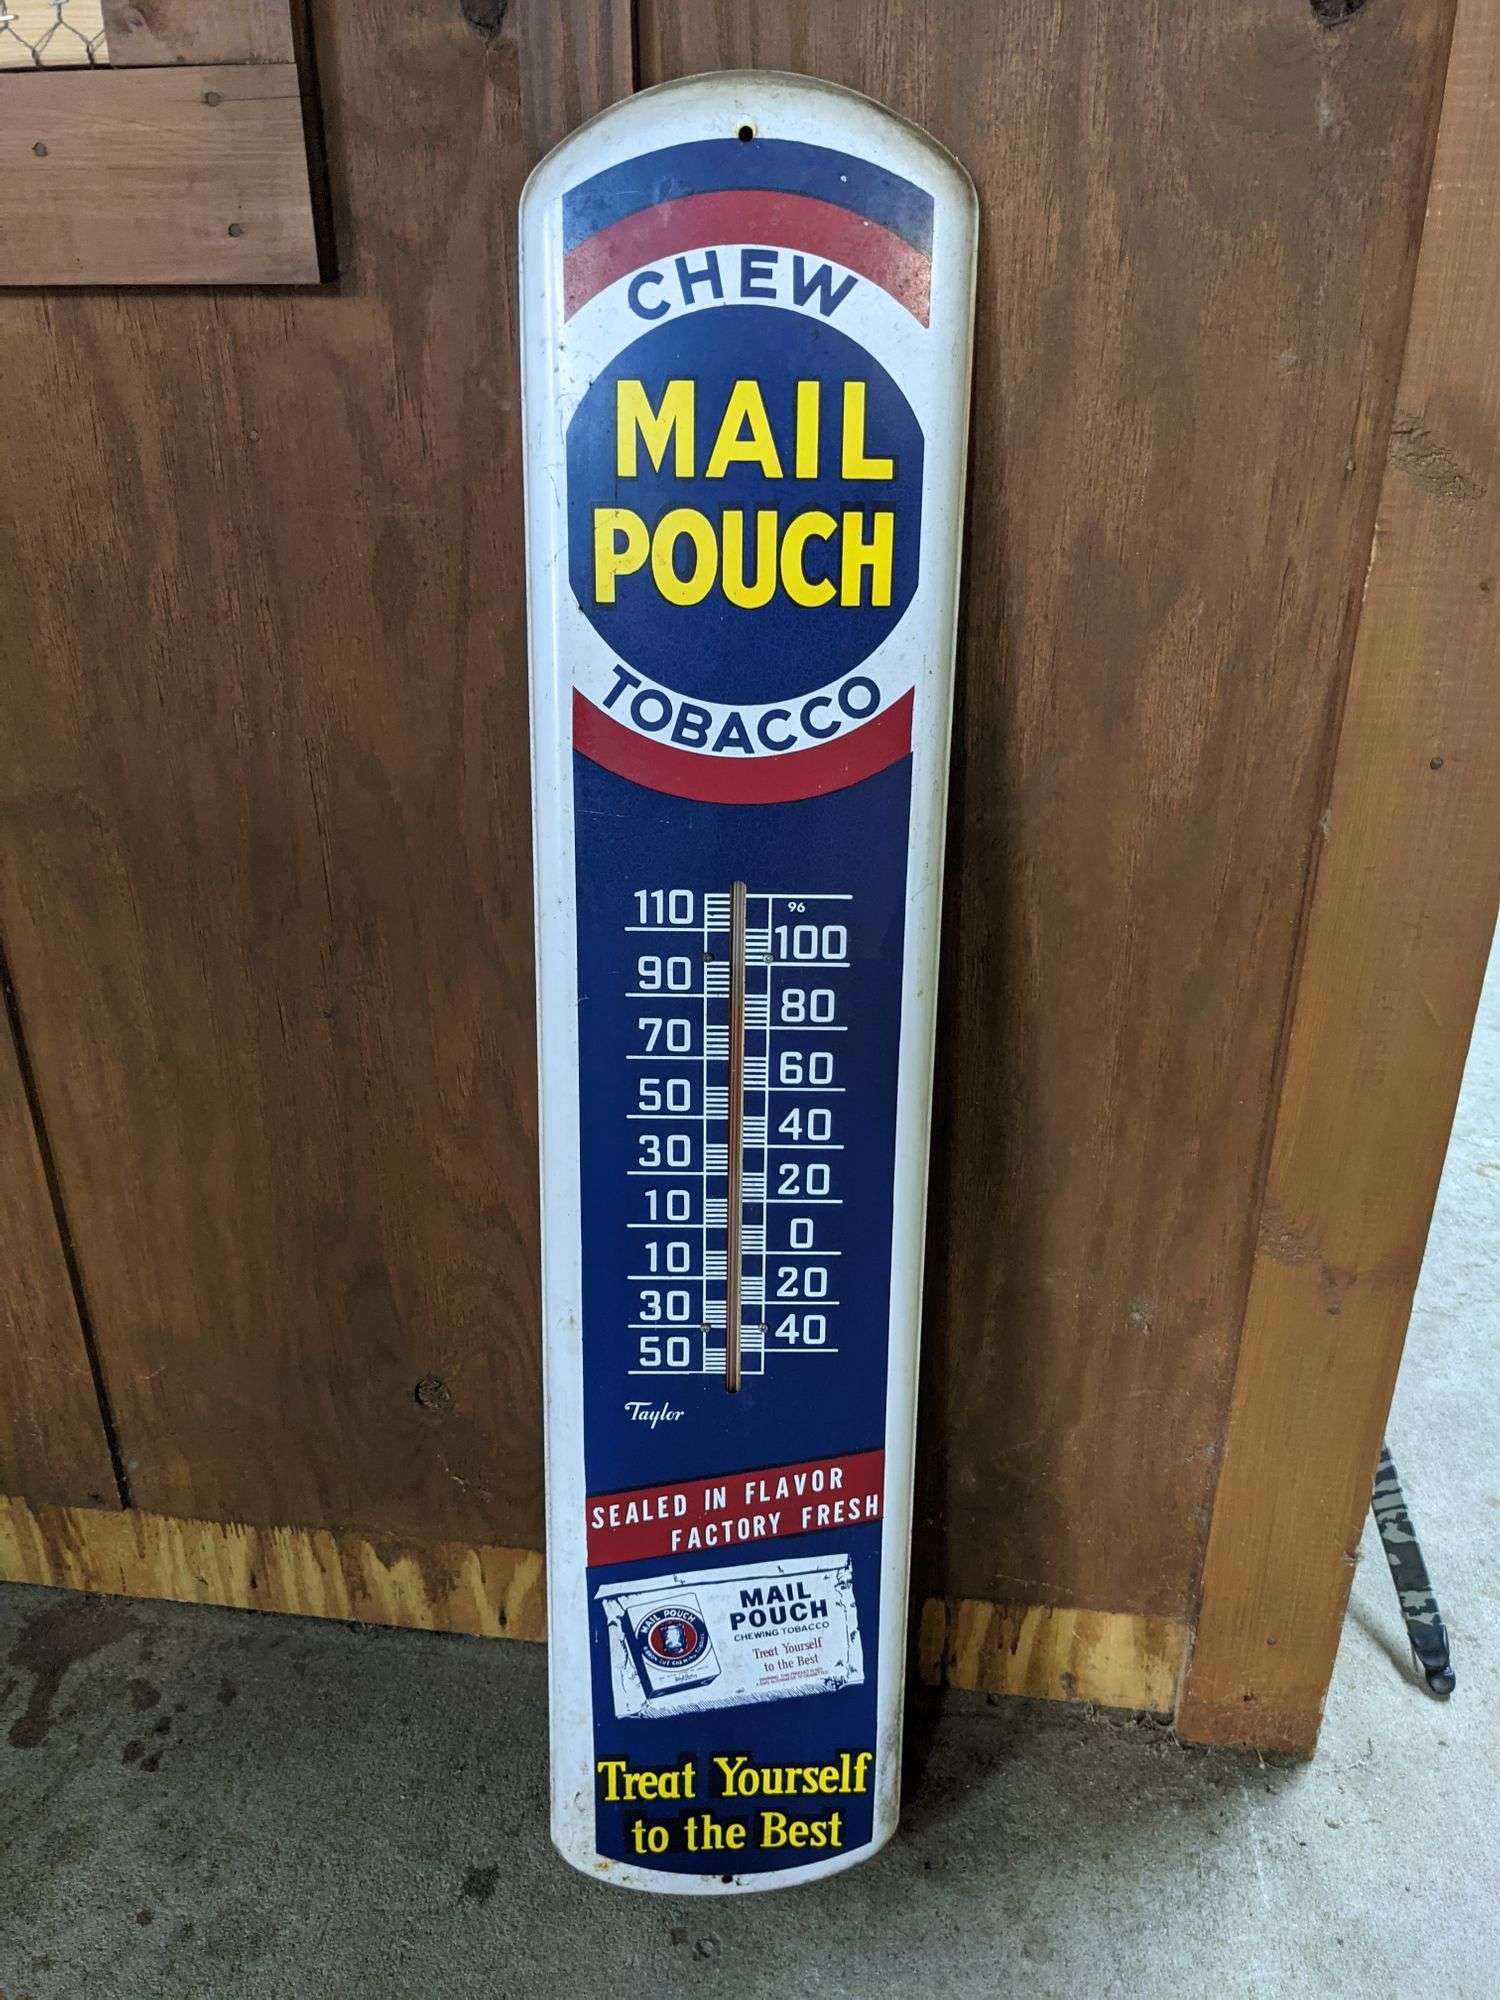 CHEW
MAIL
POUCH
TOBACCO
110
96
100
90
80
70
60
50
40
30
20
10
0
10
20
30
40
50
Taylor
SEALED IN FLAVOR
FACTORY FRESH
MAIL POUCH
MAIL
POUCH
CHEWING TOBACCO
Treat Yourself
to the Best
Treat Yourself
to the Best